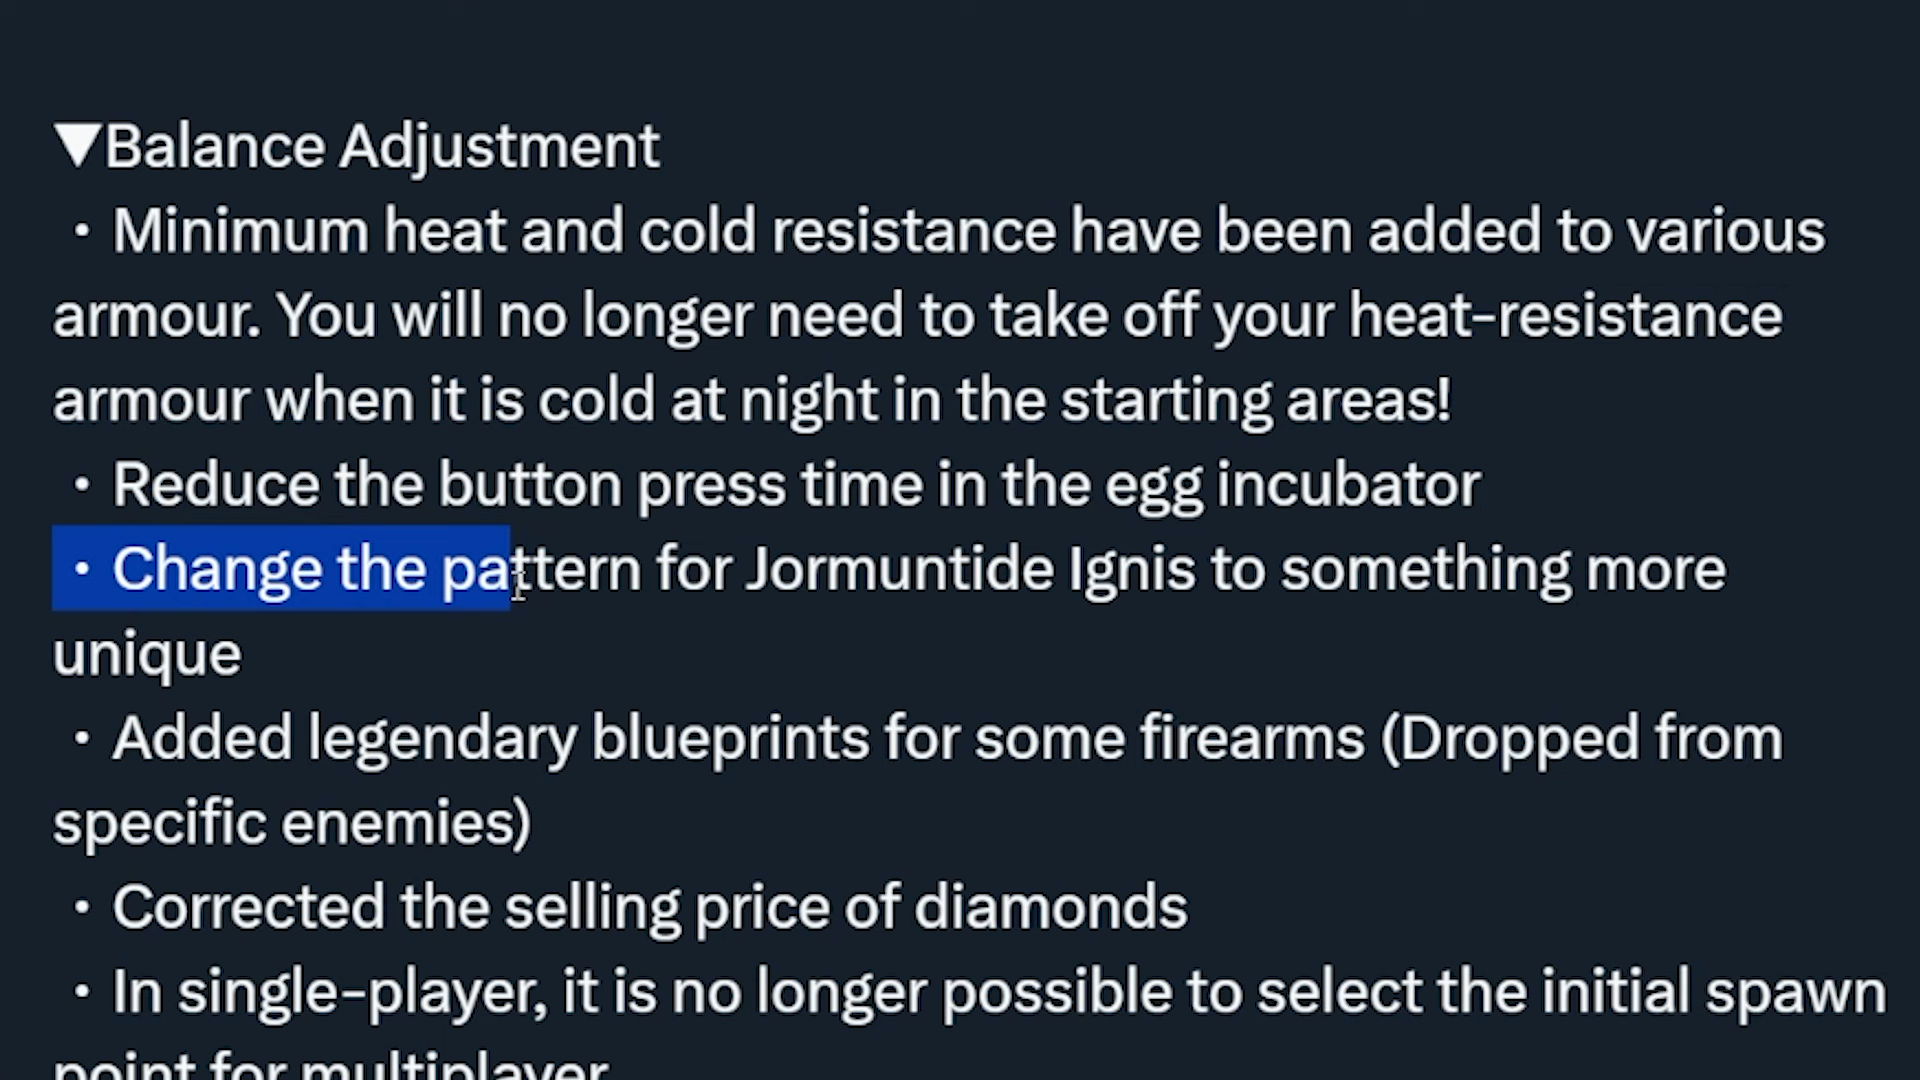 ▼Balance Adjustment
・Minimum heat and cold resistance have been added to various
armour. You will no longer need to take off your heat-resistance
armour when it is cold at night in the starting areas!
・Reduce the button press time in the egg incubator
・Change the pattern for Jormuntide Ignis to something more
unique
・Added legendary blueprints for some firearms (Dropped from
specific enemies)
・Corrected the selling price of diamonds
・In single-player, it is no longer possible to select the initial spawn
point for multiplayer